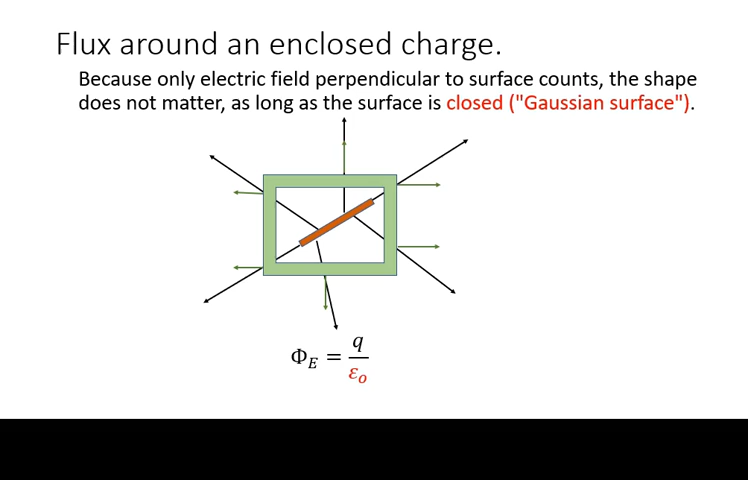 Flux around an enclosed charge.
Because only electric field perpendicular to surface counts, the shape
does not matter, as long as the surface is closed ("Gaussian surface").
Φ_E = q/ε_o